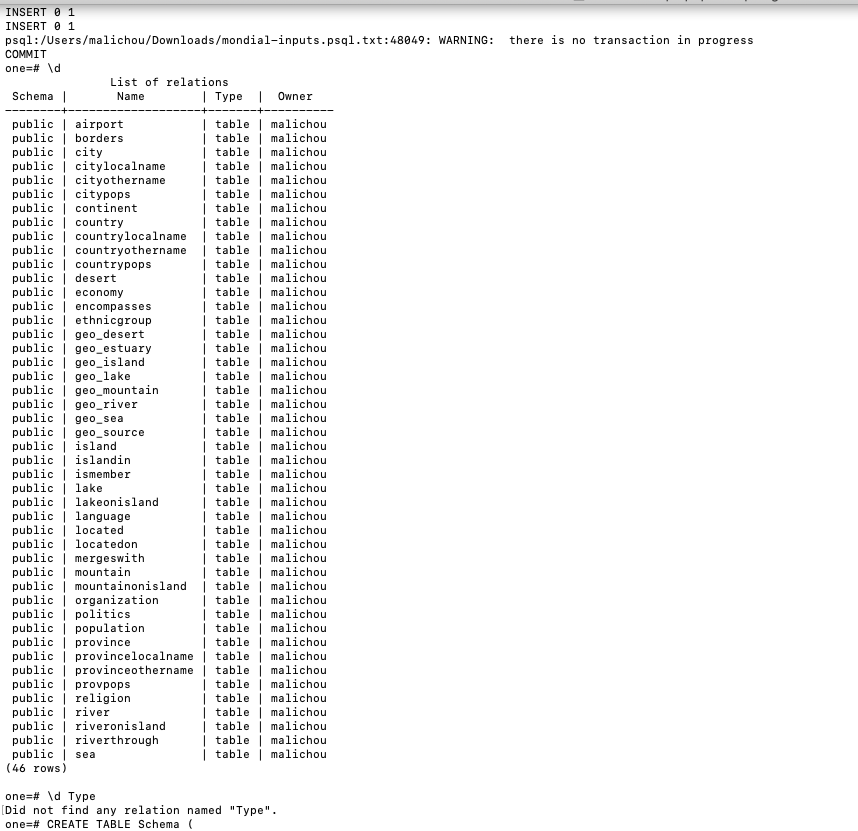 INSERT 0 1
INSERT 0 1
psql:/Users/malichou/Downloads/mondial-inputs.psql.txt:48049: WARNING:  there is no transaction in progress
COMMIT
one=# \d
               List of relations
 Schema |       Name        | Type  |  Owner
--------+-------------------+-------+----------
 public | airport           | table | malichou
 public | borders           | table | malichou
 public | city              | table | malichou
 public | citylocalname     | table | malichou
 public | cityothername     | table | malichou
 public | citypops          | table | malichou
 public | continent         | table | malichou
 public | country           | table | malichou
 public | countrylocalname  | table | malichou
 public | countryothername  | table | malichou
 public | countrypops       | table | malichou
 public | desert            | table | malichou
 public | economy           | table | malichou
 public | encompasses       | table | malichou
 public | ethnicgroup       | table | malichou
 public | geo_desert        | table | malichou
 public | geo_estuary       | table | malichou
 public | geo_island        | table | malichou
 public | geo_lake          | table | malichou
 public | geo_mountain      | table | malichou
 public | geo_river         | table | malichou
 public | geo_sea           | table | malichou
 public | geo_source        | table | malichou
 public | island            | table | malichou
 public | islandin          | table | malichou
 public | ismember          | table | malichou
 public | lake              | table | malichou
 public | lakeonisland      | table | malichou
 public | language          | table | malichou
 public | located           | table | malichou
 public | locatedon         | table | malichou
 public | mergeswith        | table | malichou
 public | mountain          | table | malichou
 public | mountainonisland  | table | malichou
 public | organization      | table | malichou
 public | politics          | table | malichou
 public | population        | table | malichou
 public | province          | table | malichou
 public | provincelocalname | table | malichou
 public | provinceothername | table | malichou
 public | provpops          | table | malichou
 public | religion          | table | malichou
 public | river             | table | malichou
 public | riveronisland     | table | malichou
 public | riverthrough      | table | malichou
 public | sea               | table | malichou
(46 rows)
one=# \d Type
Did not find any relation named "Type".
one=# CREATE TABLE Schema (